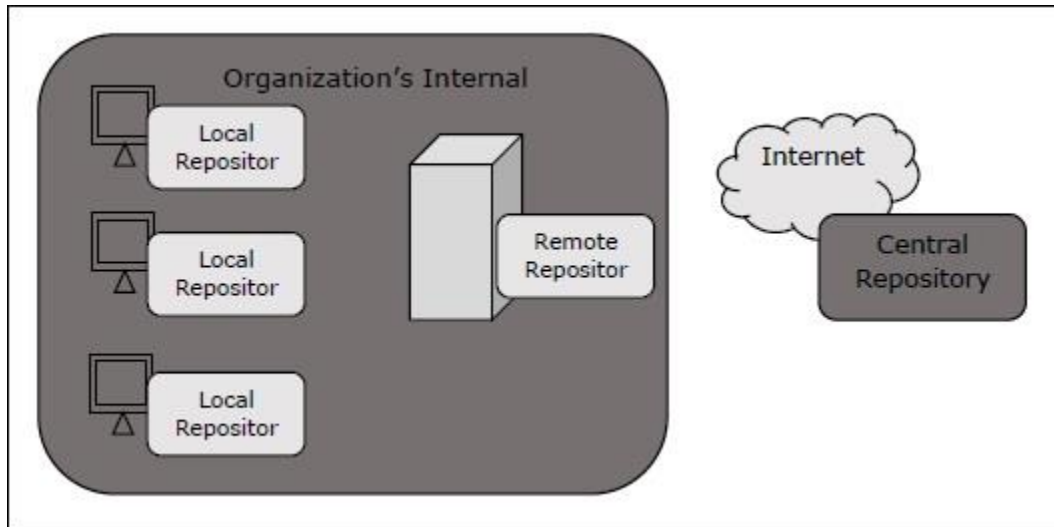 Organization's Internal
Local
Repositor
Local
Repositor
Local
Repositor
Remote
Repositor
Internet
Central
Repository